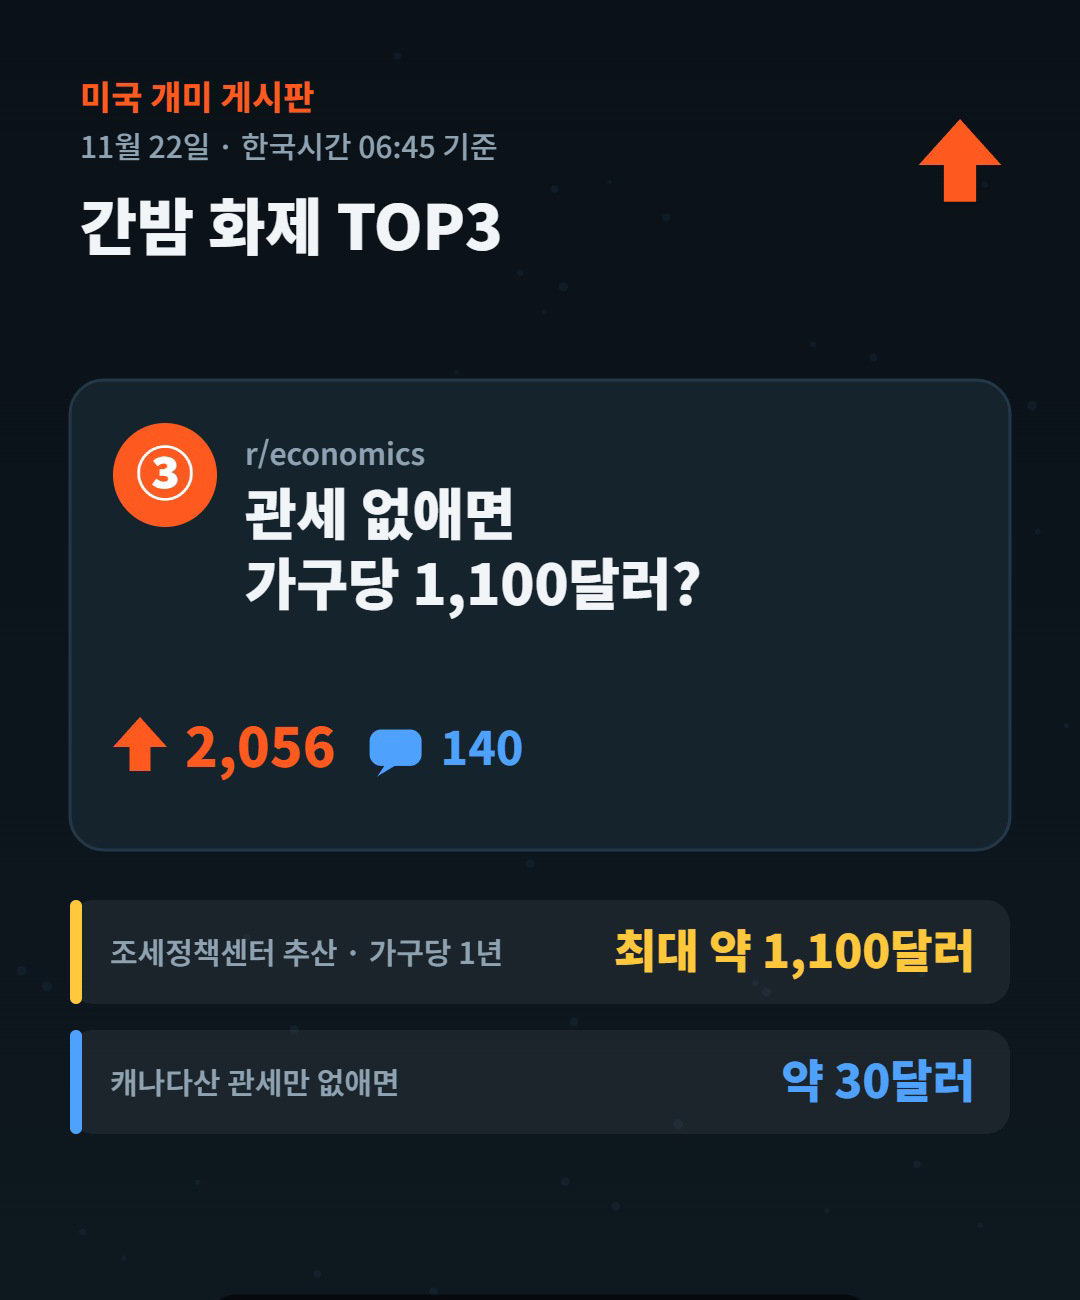 미국 개미 게시판
11월 22일 · 한국시간 06:45 기준
간밤 화제 TOP3
③
r/economics
관세 없애면
가구당 1,100달러?
2,056 140
조세정책센터 추산 · 가구당 1년 최대 약 1,100달러
캐나다산 관세만 없애면 약 30달러